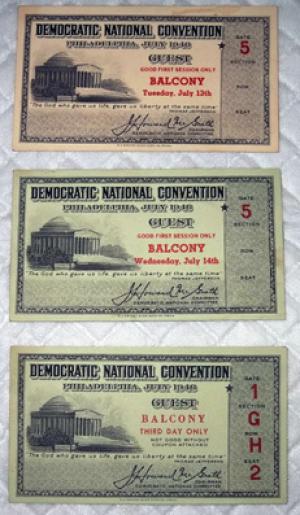 DEMOCRATIC NATIONAL CONVENTION
PHILADELPHIA, JULY 1948
GUEST
GOOD FIRST SESSION ONLY
BALCONY
Tuesday, July 13th
"The God who gave us life, gave us liberty at the same time"
THOMAS JEFFERSON
J. Howard McGrath
CHAIRMAN
DEMOCRATIC NATIONAL COMMITTEE
GATE
5
SECTION
ROW
SEAT
DEMOCRATIC NATIONAL CONVENTION
PHILADELPHIA, JULY 1948
GUEST
GOOD FIRST SESSION ONLY
BALCONY
Wednesday, July 14th
"The God who gave us life, gave us liberty at the same time"
THOMAS JEFFERSON
J. Howard McGrath
CHAIRMAN
DEMOCRATIC NATIONAL COMMITTEE
GATE
5
SECTION
ROW
SEAT
DEMOCRATIC NATIONAL CONVENTION
PHILADELPHIA, JULY 1948
GUEST
BALCONY
THIRD DAY ONLY
NOT GOOD WITHOUT
COUPON ATTACHED
"The God who gave us life, gave us liberty at the same time"
THOMAS JEFFERSON
J. Howard McGrath
CHAIRMAN
DEMOCRATIC NATIONAL COMMITTEE
GATE
1
SECTION
G
ROW
H
SEAT
2